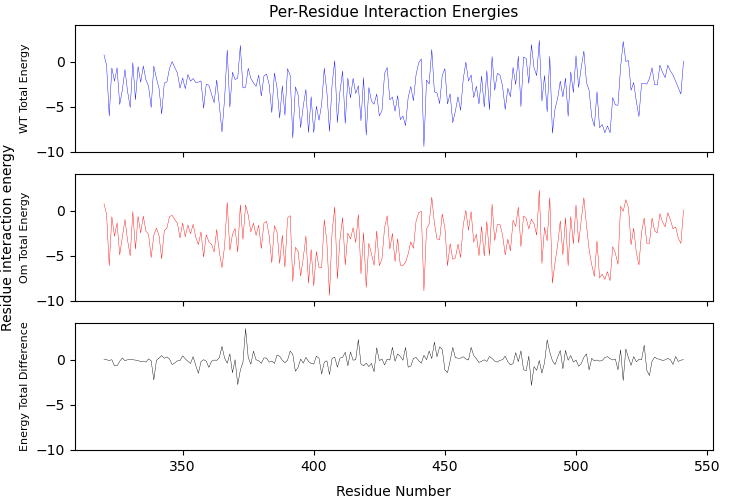 Per-Residue Interaction Energies
Residue interaction energy
WT Total Energy
0
−5
−10
Om Total Energy
0
−5
−10
Energy Total Difference
0
−5
−10
350 400 450 500 550
Residue Number